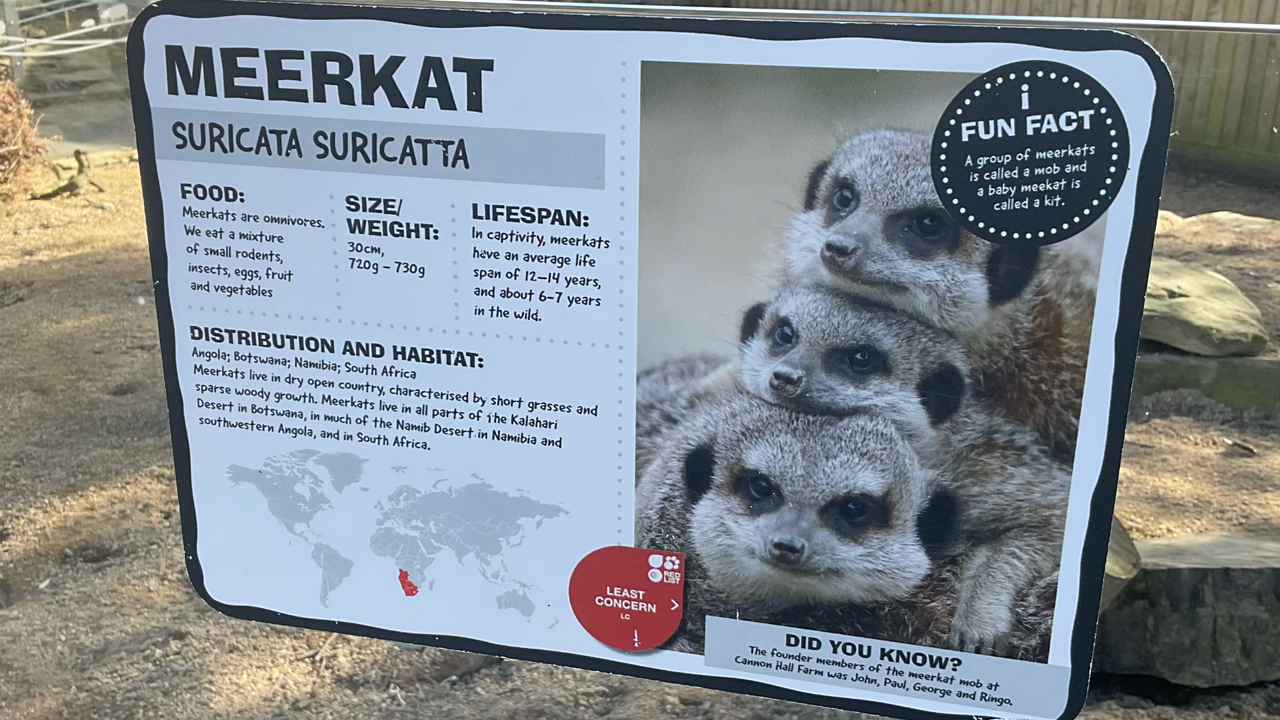 MEERKAT
SURICATA SURICATTA
FOOD:
Meerkats are omnivores.
We eat a mixture
of small rodents,
insects, eggs, fruit
and vegetables
SIZE/
WEIGHT:
30cm,
720g – 730g
LIFESPAN:
In captivity, meerkats
have an average life
span of 12–14 years,
and about 6-7 years
in the wild.
DISTRIBUTION AND HABITAT:
Angola; Botswana; Namibia; South Africa
Meerkats live in dry open country, characterised by short grasses and
sparse woody growth. Meerkats live in all parts of the Kalahari
Desert in Botswana, in much of the Namib Desert in Namibia and
southwestern Angola, and in South Africa.
RED
LIST
LEAST
CONCERN
LC
i
FUN FACT
A group of meerkats
is called a mob and
a baby meekat is
called a kit.
DID YOU KNOW?
The founder members of the meerkat mob at
Cannon Hall Farm was John, Paul, George and Ringo.